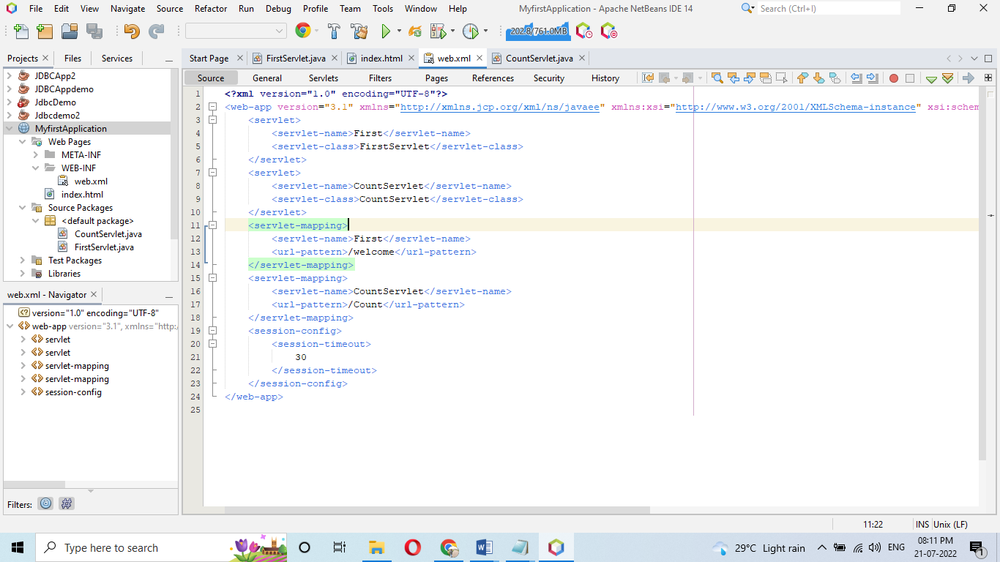 File Edit View Navigate Source Refactor Run Debug Profile Team Tools Window Help MyfirstApplication - Apache NetBeans IDE 14 Search (Ctrl+I)
202.8/761.0MB
Projects Files Services
JDBCApp2
JDBCAppdemo
JdbcDemo
Jdbcdemo2
MyfirstApplication
Web Pages
META-INF
WEB-INF
web.xml
index.html
Source Packages
<default package>
CountServlet.java
FirstServlet.java
Test Packages
Libraries
web.xml - Navigator
version="1.0" encoding="UTF-8"
web-app version="3.1", xmlns="http:/
servlet
servlet
servlet-mapping
servlet-mapping
session-config
Filters:
Start Page FirstServlet.java index.html web.xml CountServlet.java
Source General Servlets Filters Pages References Security History
1 <?xml version="1.0" encoding="UTF-8"?>
2 <web-app version="3.1" xmlns="http://xmlns.jcp.org/xml/ns/javaee" xmlns:xsi="http://www.w3.org/2001/XMLSchema-instance" xsi:schem
3 <servlet>
4 <servlet-name>First</servlet-name>
5 <servlet-class>FirstServlet</servlet-class>
6 </servlet>
7 <servlet>
8 <servlet-name>CountServlet</servlet-name>
9 <servlet-class>CountServlet</servlet-class>
10 </servlet>
11 <servlet-mapping>
12 <servlet-name>First</servlet-name>
13 <url-pattern>/welcome</url-pattern>
14 </servlet-mapping>
15 <servlet-mapping>
16 <servlet-name>CountServlet</servlet-name>
17 <url-pattern>/Count</url-pattern>
18 </servlet-mapping>
19 <session-config>
20 <session-timeout>
21 30
22 </session-timeout>
23 </session-config>
24 </web-app>
25
11:22 INS Unix (LF)
Type here to search 29°C Light rain ENG 08:11 PM
21-07-2022
1